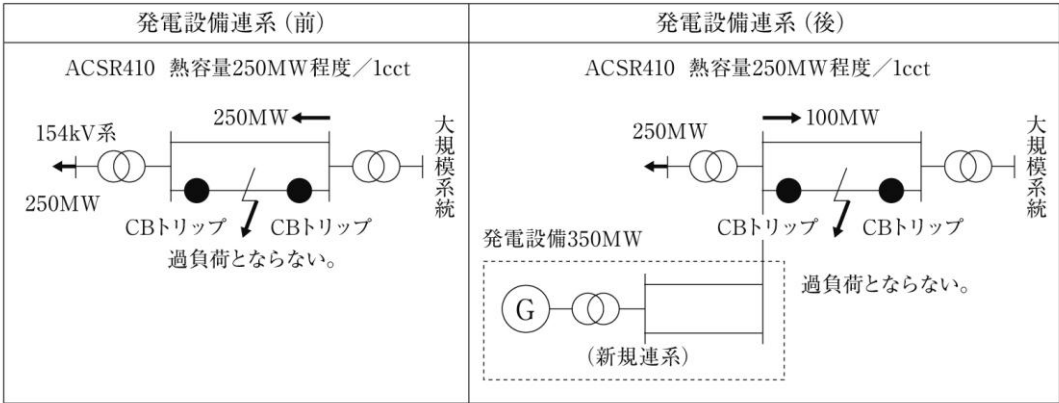 発電設備連系（前）
発電設備連系（後）
ACSR410 熱容量250MW程度／1cct
250MW
154kV系
250MW
大規模系統
CBトリップ
CBトリップ
過負荷とならない。
ACSR410 熱容量250MW程度／1cct
250MW
100MW
大規模系統
CBトリップ
CBトリップ
発電設備350MW
過負荷とならない。
G
（新規連系）